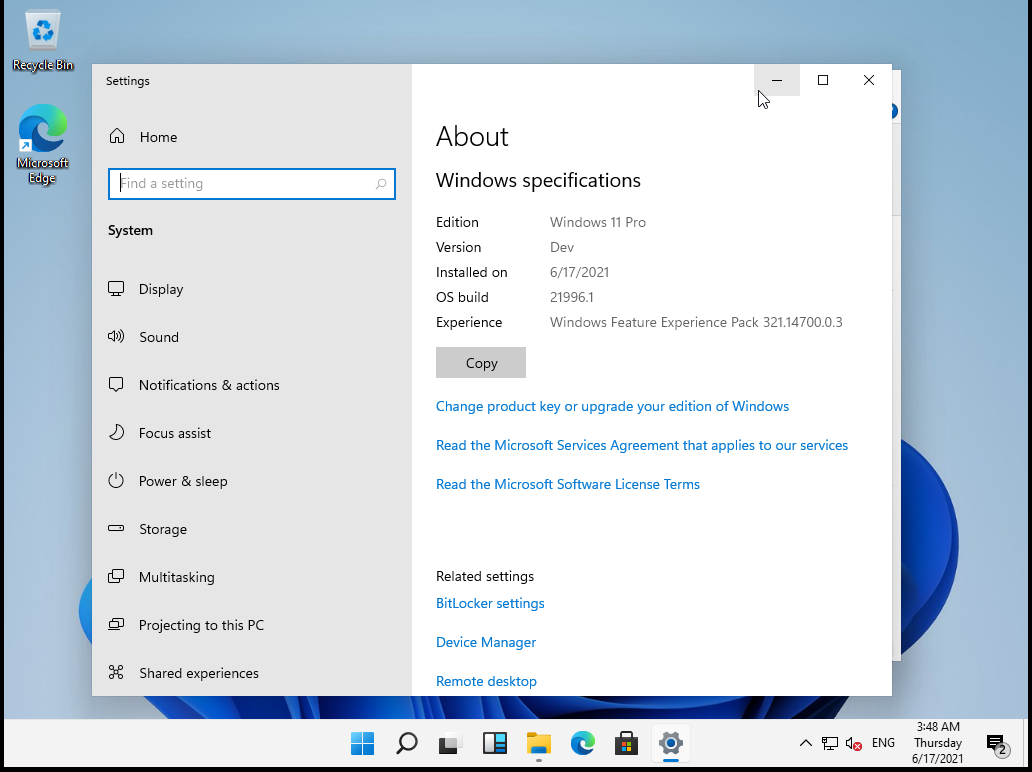 Recycle Bin
Microsoft
Edge
Settings
Home
Find a setting
System
Display
Sound
Notifications & actions
Focus assist
Power & sleep
Storage
Multitasking
Projecting to this PC
Shared experiences
About
Windows specifications
Edition Windows 11 Pro
Version Dev
Installed on 6/17/2021
OS build 21996.1
Experience Windows Feature Experience Pack 321.14700.0.3
Copy
Change product key or upgrade your edition of Windows
Read the Microsoft Services Agreement that applies to our services
Read the Microsoft Software License Terms
Related settings
BitLocker settings
Device Manager
Remote desktop
ENG
3:48 AM
Thursday
6/17/2021
2